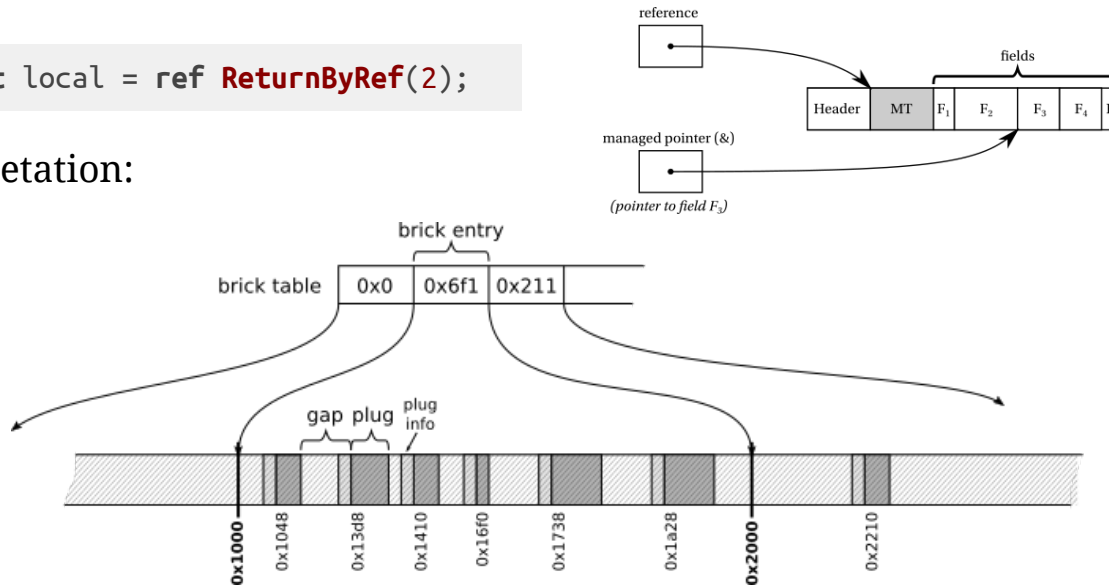 reference
fields
t local = ref ReturnByRef(2);
Header MT F₁ F₂ F₃ F₄
managed pointer (&)
etation:
(pointer to field F₃)
brick entry
brick table 0x0 0x6f1 0x211
gap plug plug info
0x1000 0x1048 0x13d8 0x1410 0x16f0 0x1738 0x1a28 0x2000 0x2210